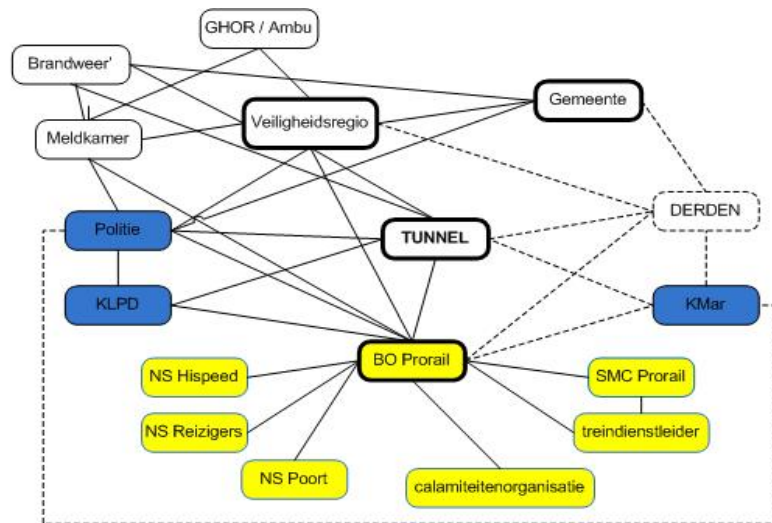 GHOR / Ambu
Brandweer'
Gemeente
Veiligheidsregio
Meldkamer
DERDEN
Politie
TUNNEL
KLPD
KMar
BO Prorail
NS Hispeed
SMC Prorail
NS Reizigers
treindienstleider
NS Poort
calamiteitenorganisatie